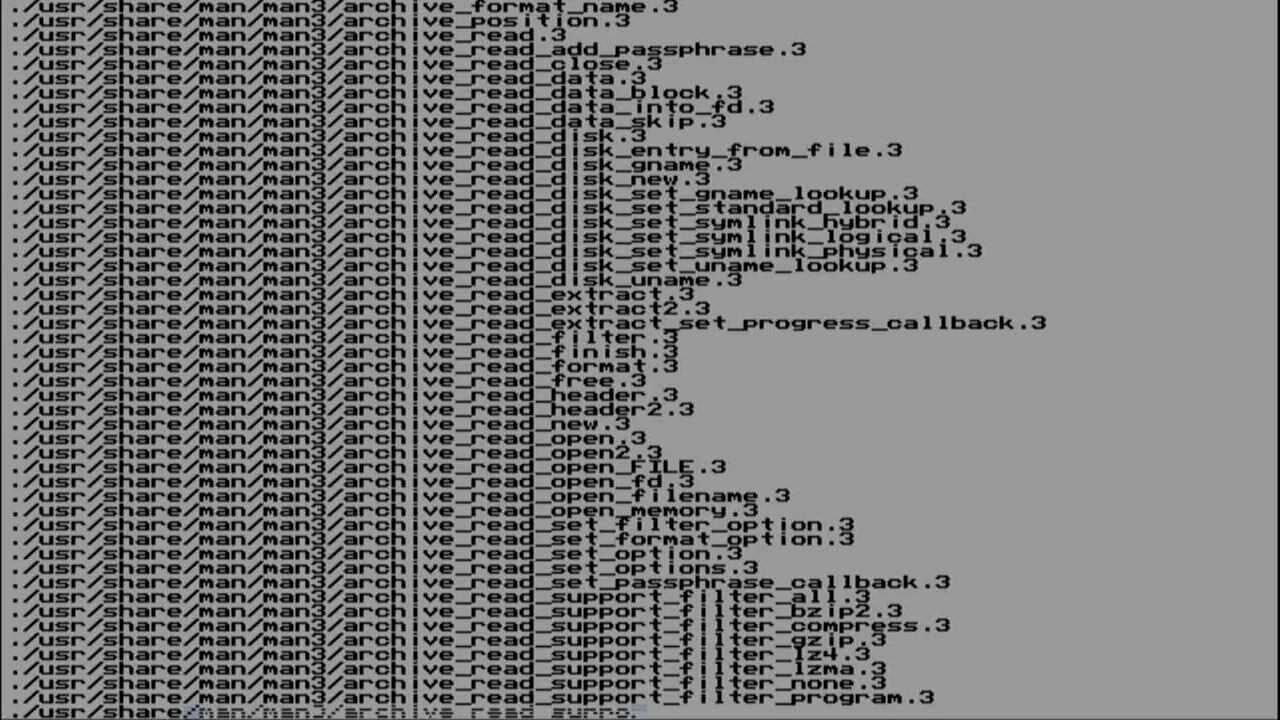 ./usr/share/man/man3/archive_format_name.3
./usr/share/man/man3/archive_position.3
./usr/share/man/man3/archive_read.3
./usr/share/man/man3/archive_read_add_passphrase.3
./usr/share/man/man3/archive_read_close.3
./usr/share/man/man3/archive_read_data.3
./usr/share/man/man3/archive_read_data_block.3
./usr/share/man/man3/archive_read_data_into_fd.3
./usr/share/man/man3/archive_read_data_skip.3
./usr/share/man/man3/archive_read_disk.3
./usr/share/man/man3/archive_read_disk_entry_from_file.3
./usr/share/man/man3/archive_read_disk_gname.3
./usr/share/man/man3/archive_read_disk_new.3
./usr/share/man/man3/archive_read_disk_set_gname_lookup.3
./usr/share/man/man3/archive_read_disk_set_standard_lookup.3
./usr/share/man/man3/archive_read_disk_set_symlink_hybrid.3
./usr/share/man/man3/archive_read_disk_set_symlink_logical.3
./usr/share/man/man3/archive_read_disk_set_symlink_physical.3
./usr/share/man/man3/archive_read_disk_set_uname_lookup.3
./usr/share/man/man3/archive_read_disk_uname.3
./usr/share/man/man3/archive_read_extract.3
./usr/share/man/man3/archive_read_extract2.3
./usr/share/man/man3/archive_read_extract_set_progress_callback.3
./usr/share/man/man3/archive_read_filter.3
./usr/share/man/man3/archive_read_finish.3
./usr/share/man/man3/archive_read_format.3
./usr/share/man/man3/archive_read_free.3
./usr/share/man/man3/archive_read_header.3
./usr/share/man/man3/archive_read_header2.3
./usr/share/man/man3/archive_read_new.3
./usr/share/man/man3/archive_read_open.3
./usr/share/man/man3/archive_read_open2.3
./usr/share/man/man3/archive_read_open_FILE.3
./usr/share/man/man3/archive_read_open_fd.3
./usr/share/man/man3/archive_read_open_filename.3
./usr/share/man/man3/archive_read_open_memory.3
./usr/share/man/man3/archive_read_set_filter_option.3
./usr/share/man/man3/archive_read_set_format_option.3
./usr/share/man/man3/archive_read_set_option.3
./usr/share/man/man3/archive_read_set_options.3
./usr/share/man/man3/archive_read_set_passphrase_callback.3
./usr/share/man/man3/archive_read_support_filter_all.3
./usr/share/man/man3/archive_read_support_filter_bzip2.3
./usr/share/man/man3/archive_read_support_filter_compress.3
./usr/share/man/man3/archive_read_support_filter_gzip.3
./usr/share/man/man3/archive_read_support_filter_lz4.3
./usr/share/man/man3/archive_read_support_filter_lzma.3
./usr/share/man/man3/archive_read_support_filter_none.3
./usr/share/man/man3/archive_read_support_filter_program.3
./usr/share